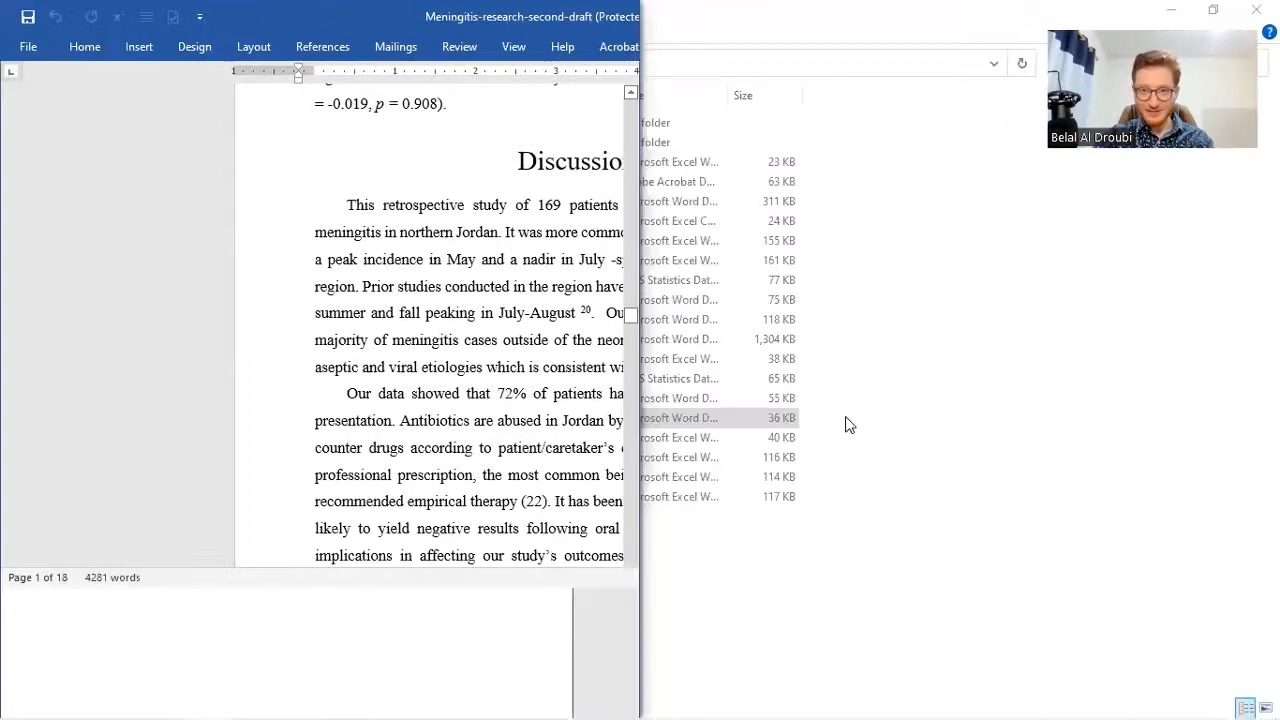 Meningitis-research-second-draft (Protecte
File Home Insert Design Layout References Mailings Review View Help Acrobat
1 1 2 3 4
= -0.019, p = 0.908).
Discussio
This retrospective study of 169 patients
meningitis in northern Jordan. It was more commo
a peak incidence in May and a nadir in July -s
region. Prior studies conducted in the region have
summer and fall peaking in July-August 20. Ou
majority of meningitis cases outside of the neon
aseptic and viral etiologies which is consistent wi
Our data showed that 72% of patients ha
presentation. Antibiotics are abused in Jordan by
counter drugs according to patient/caretaker's
professional prescription, the most common bei
recommended empirical therapy (22). It has been
likely to yield negative results following oral
implications in affecting our study's outcomes
Page 1 of 18 4281 words
Size
folder
folder
rosoft Excel W... 23 KB
be Acrobat D... 63 KB
rosoft Word D... 311 KB
rosoft Excel C... 24 KB
rosoft Excel W... 155 KB
rosoft Excel W... 161 KB
S Statistics Dat... 77 KB
rosoft Word D... 75 KB
rosoft Word D... 118 KB
rosoft Word D... 1,304 KB
rosoft Excel W... 38 KB
S Statistics Dat... 65 KB
rosoft Word D... 55 KB
rosoft Word D... 36 KB
rosoft Excel W... 40 KB
rosoft Excel W... 116 KB
rosoft Excel W... 114 KB
rosoft Excel W... 117 KB
Belal Al Droubi